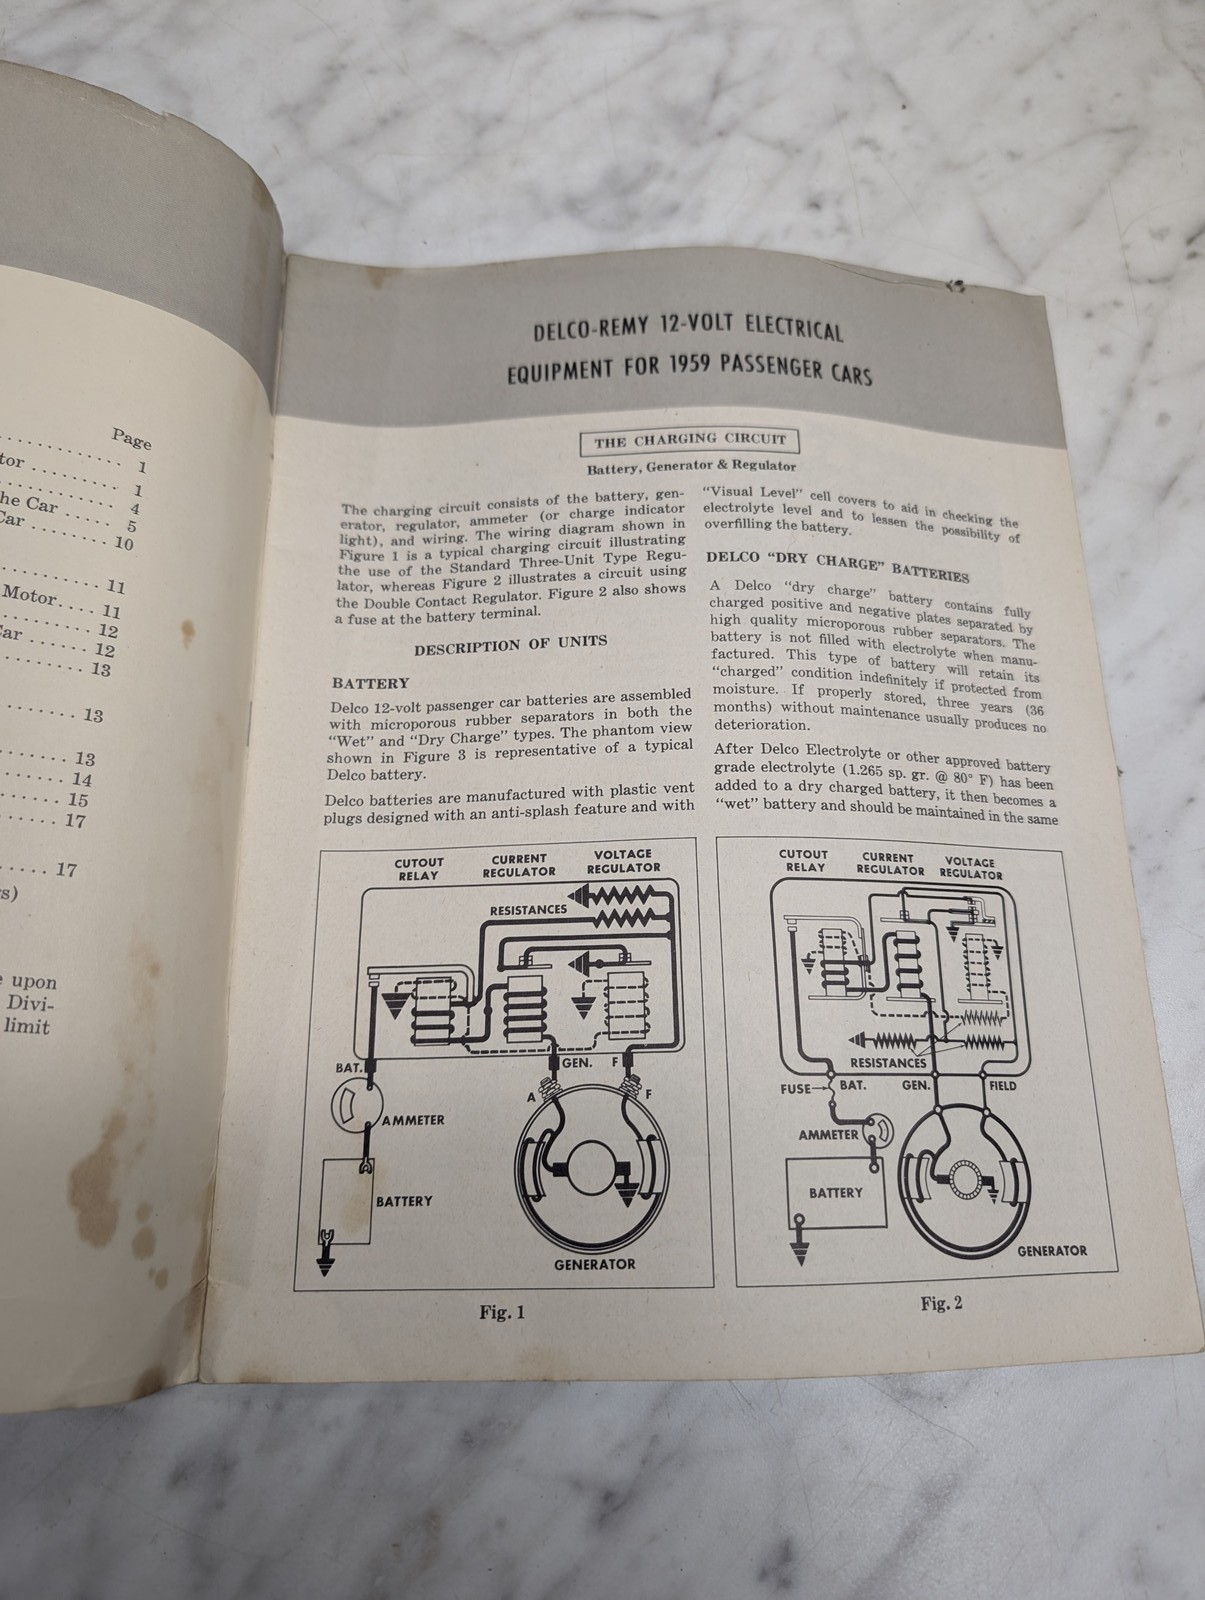 Page
1
tor ......... 1
4
he Car ..... 5
Car ........ 10
11
Motor.... 11
12
Car ...... 12
13
13
13
14
15
17
17
s)
upon
Divi-
limit
DELCO-REMY 12-VOLT ELECTRICAL
EQUIPMENT FOR 1959 PASSENGER CARS
THE CHARGING CIRCUIT
Battery, Generator & Regulator
The charging circuit consists of the battery, gen-
erator, regulator, ammeter (or charge indicator
light), and wiring. The wiring diagram shown in
Figure 1 is a typical charging circuit illustrating
the use of the Standard Three-Unit Type Regu-
lator, whereas Figure 2 illustrates a circuit using
the Double Contact Regulator. Figure 2 also shows
a fuse at the battery terminal.
DESCRIPTION OF UNITS
BATTERY
Delco 12-volt passenger car batteries are assembled
with microporous rubber separators in both the
"Wet" and "Dry Charge" types. The phantom view
shown in Figure 3 is representative of a typical
Delco battery.
Delco batteries are manufactured with plastic vent
plugs designed with an anti-splash feature and with
"Visual Level" cell covers to aid in checking the
electrolyte level and to lessen the possibility of
overfilling the battery.
DELCO "DRY CHARGE" BATTERIES
A Delco "dry charge" battery contains fully
charged positive and negative plates separated by
high quality microporous rubber separators. The
battery is not filled with electrolyte when manu-
factured. This type of battery will retain its
"charged" condition indefinitely if protected from
moisture. If properly stored, three years (36
months) without maintenance usually produces no
deterioration.
After Delco Electrolyte or other approved battery
grade electrolyte (1.265 sp. gr. @ 80° F) has been
added to a dry charged battery, it then becomes a
"wet" battery and should be maintained in the same
CUTOUT
RELAY
CURRENT
REGULATOR
VOLTAGE
REGULATOR
RESISTANCES
BAT.
GEN.
F
A
F
AMMETER
BATTERY
GENERATOR
Fig. 1
CUTOUT
RELAY
CURRENT
REGULATOR
VOLTAGE
REGULATOR
RESISTANCES
FUSE
BAT.
GEN.
FIELD
AMMETER
BATTERY
GENERATOR
Fig. 2